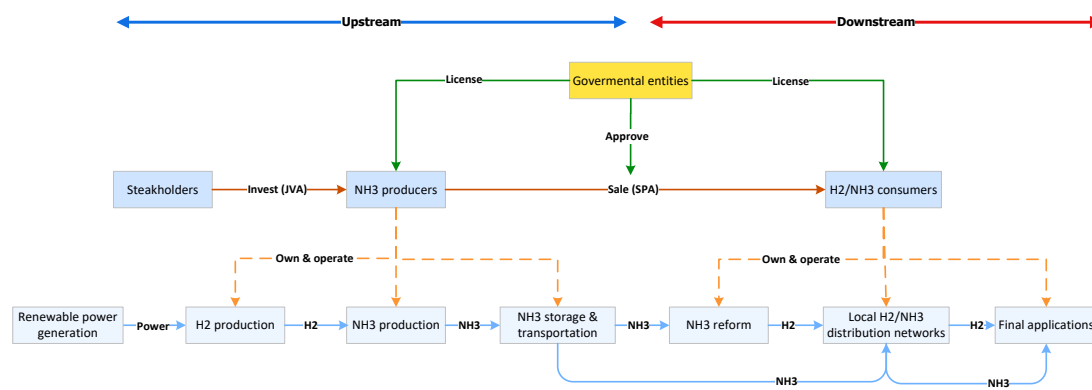 Upstream
Downstream
License
Govermental entities
License
Approve
Steakholders
Invest (JVA)
NH3 producers
Sale (SPA)
H2/NH3 consumers
Own & operate
Own & operate
Renewable power
generation
Power
H2 production
H2
NH3 production
NH3
NH3 storage &
transportation
NH3
NH3 reform
H2
Local H2/NH3
distribution networks
H2
Final applications
NH3
NH3